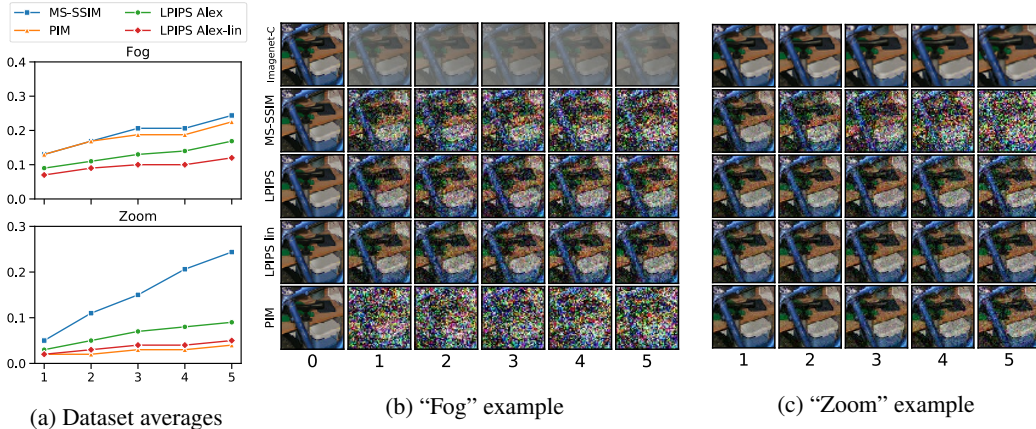 MS-SSIM
LPIPS Alex
PIM
LPIPS Alex-lin
Fog
0.4
0.3
0.2
0.1
0.0
Zoom
0.3
0.2
0.1
0.0
1 2 3 4 5
(a) Dataset averages
Imagenet-C
MS-SSIM
LPIPS
LPIPS lin
PIM
0 1 2 3 4 5
(b) “Fog” example
1 2 3 4 5
(c) “Zoom” example